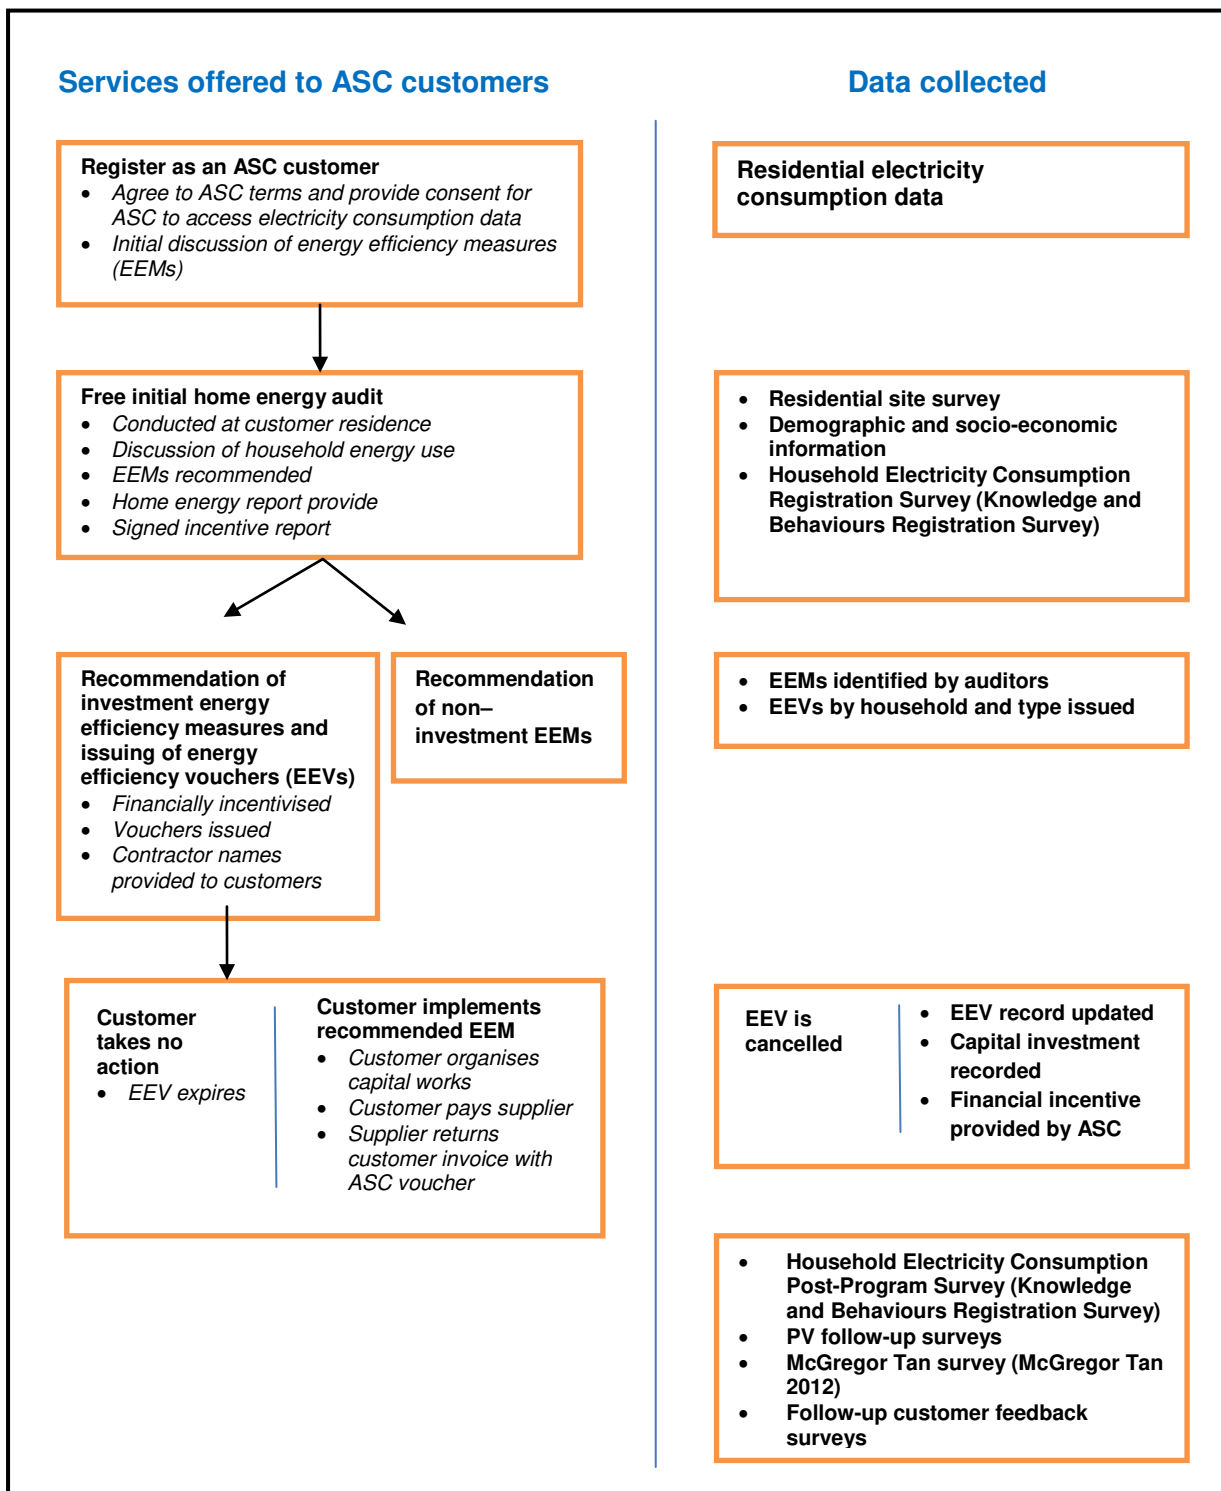 Services offered to ASC customers
Data collected
Register as an ASC customer
• Agree to ASC terms and provide consent for
ASC to access electricity consumption data
• Initial discussion of energy efficiency measures
(EEMs)
Residential electricity
consumption data
Free initial home energy audit
• Conducted at customer residence
• Discussion of household energy use
• EEMs recommended
• Home energy report provide
• Signed incentive report
• Residential site survey
• Demographic and socio-economic
information
• Household Electricity Consumption
Registration Survey (Knowledge and
Behaviours Registration Survey)
Recommendation of
investment energy
efficiency measures and
issuing of energy
efficiency vouchers (EEVs)
• Financially incentivised
• Vouchers issued
• Contractor names
provided to customers
Recommendation
of non–
investment EEMs
• EEMs identified by auditors
• EEVs by household and type issued
Customer
takes no
action
• EEV expires
Customer implements
recommended EEM
• Customer organises
capital works
• Customer pays supplier
• Supplier returns
customer invoice with
ASC voucher
EEV is
cancelled
• EEV record updated
• Capital investment
recorded
• Financial incentive
provided by ASC
• Household Electricity Consumption
Post-Program Survey (Knowledge
and Behaviours Registration Survey)
• PV follow-up surveys
• McGregor Tan survey (McGregor Tan
2012)
• Follow-up customer feedback
surveys